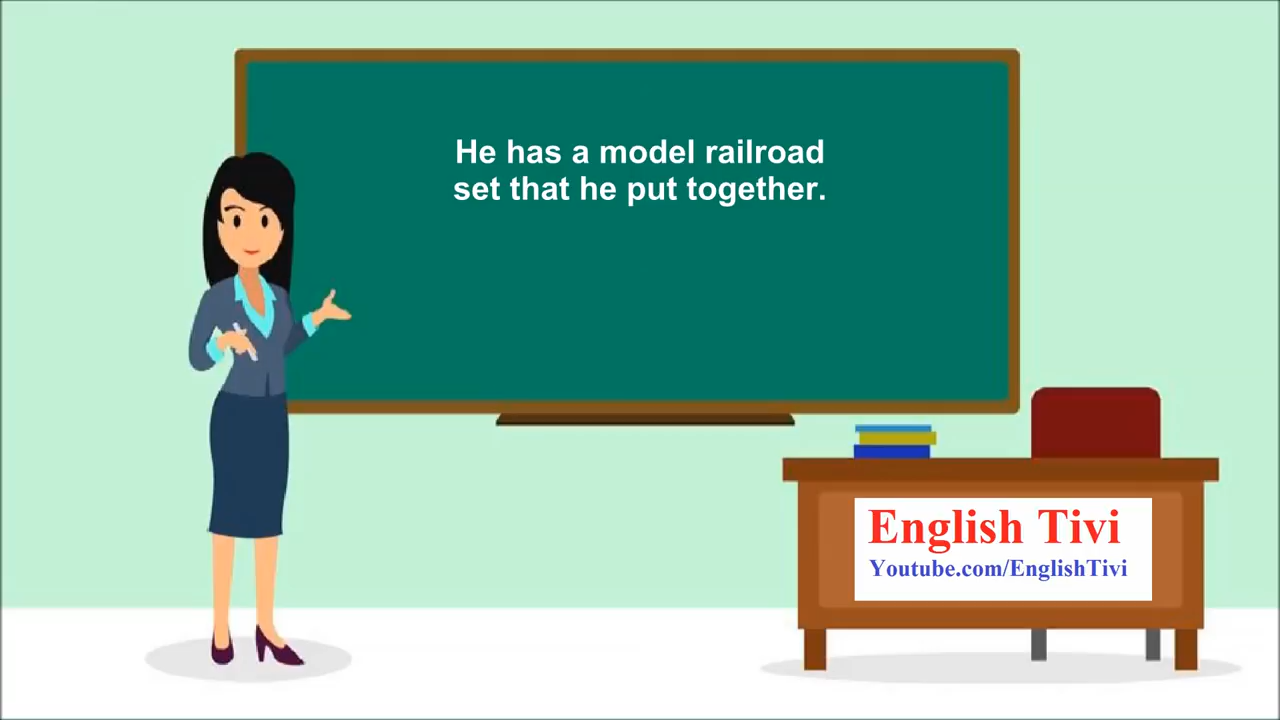 He has a model railroad
set that he put together.
English Tivi
Youtube.com/EnglishTivi